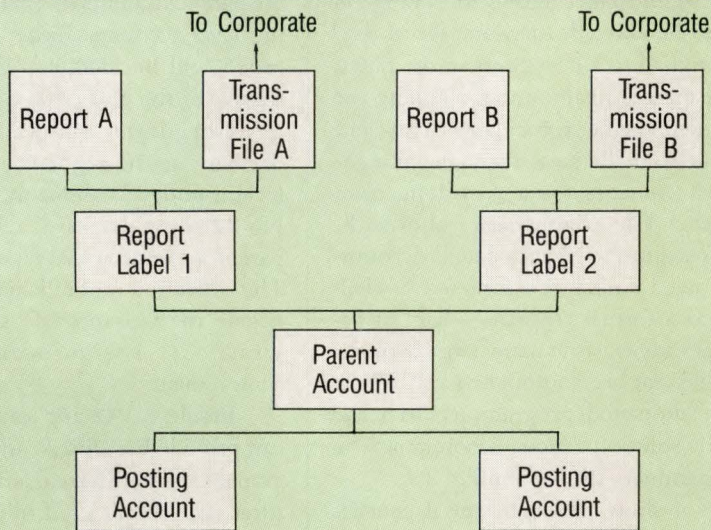 To Corporate
To Corporate
Report A
Trans-
mission
File A
Report B
Trans-
mission
File B
Report
Label 1
Report
Label 2
Parent
Account
Posting
Account
Posting
Account